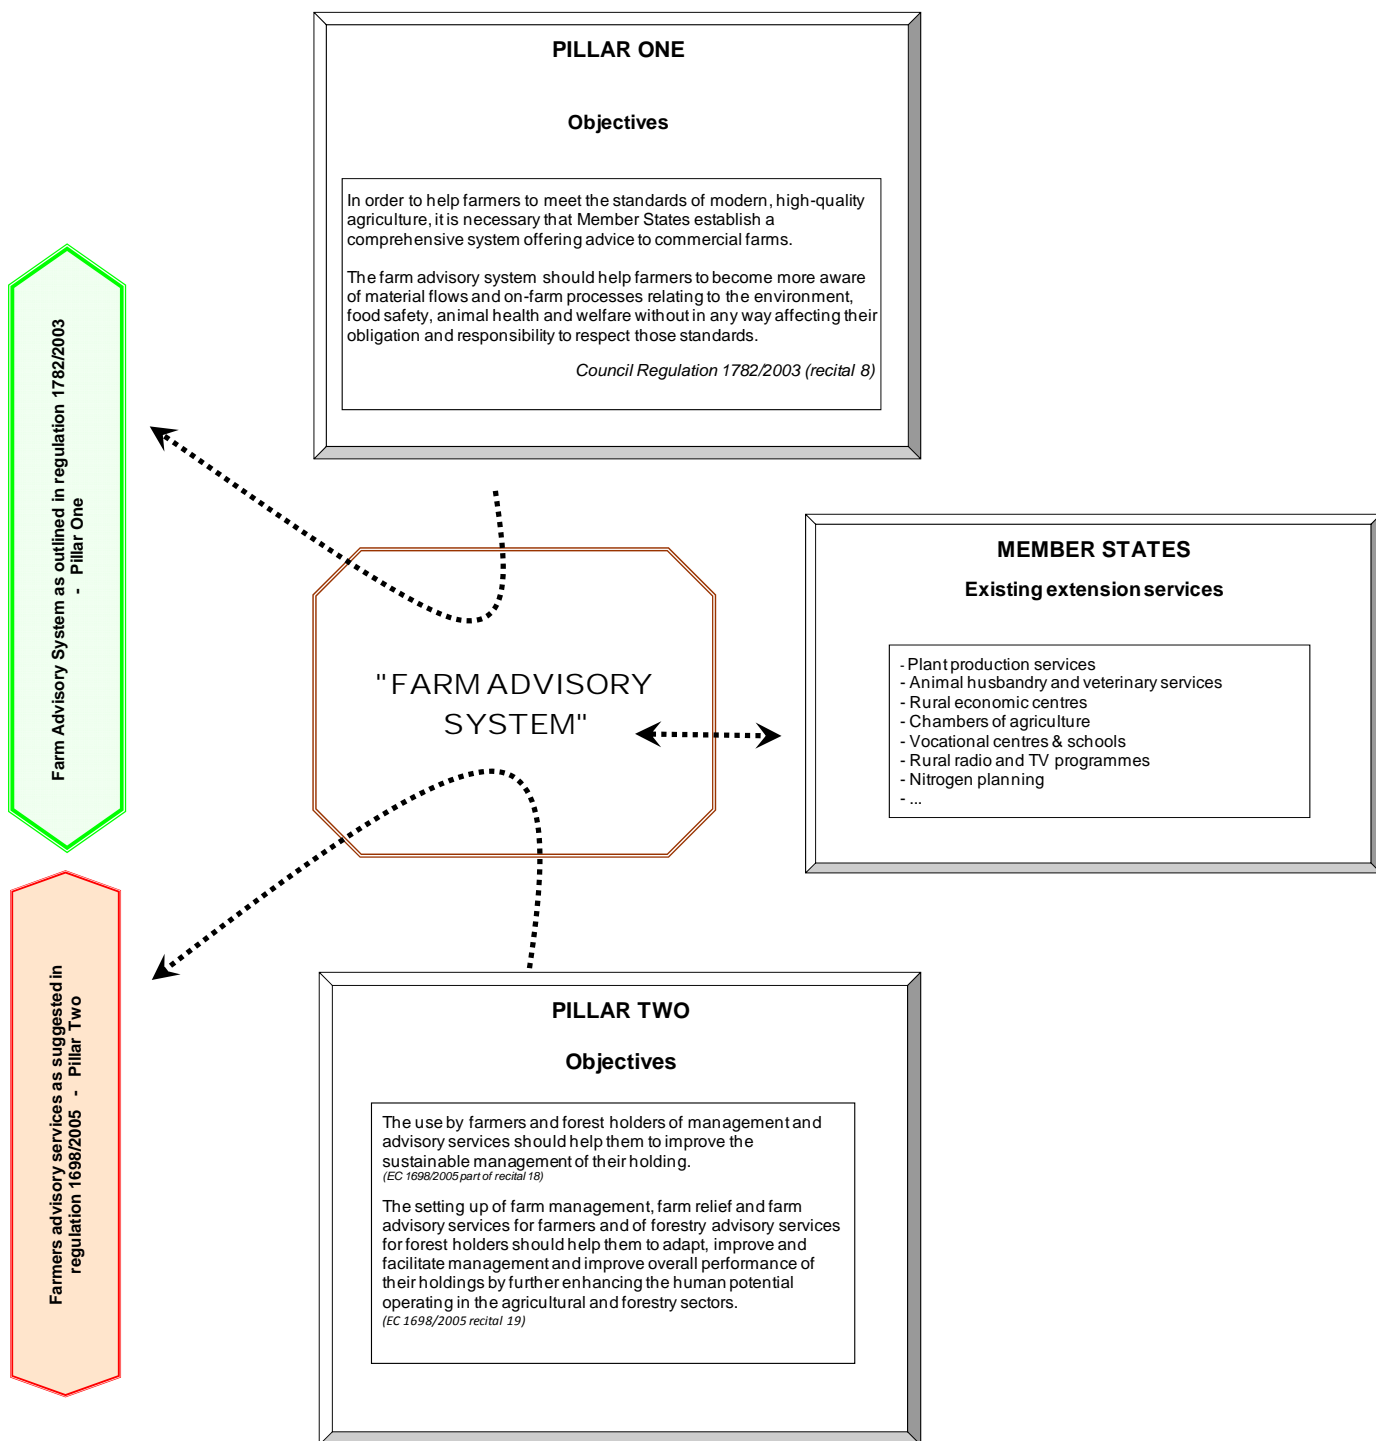 PILLAR ONE
Objectives
In order to help farmers to meet the standards of modern, high-quality
agriculture, it is necessary that Member States establish a
comprehensive system offering advice to commercial farms.
The farm advisory system should help farmers to become more aware
of material flows and on-farm processes relating to the environment,
food safety, animal health and welfare without in any way affecting their
obligation and responsibility to respect those standards.
Council Regulation 1782/2003 (recital 8)
Farm Advisory System as outlined in regulation 1782/2003
- Pillar One
"FARM ADVISORY
SYSTEM"
MEMBER STATES
Existing extension services
- Plant production services
- Animal husbandry and veterinary services
- Rural economic centres
- Chambers of agriculture
- Vocational centres & schools
- Rural radio and TV programmes
- Nitrogen planning
- ...
Farmers advisory services as suggested in
regulation 1698/2005 - Pillar Two
PILLAR TWO
Objectives
The use by farmers and forest holders of management and
advisory services should help them to improve the
sustainable management of their holding.
(EC 1698/2005 part of recital 18)
The setting up of farm management, farm relief and farm
advisory services for farmers and of forestry advisory services
for forest holders should help them to adapt, improve and
facilitate management and improve overall performance of
their holdings by further enhancing the human potential
operating in the agricultural and forestry sectors.
(EC 1698/2005 recital 19)